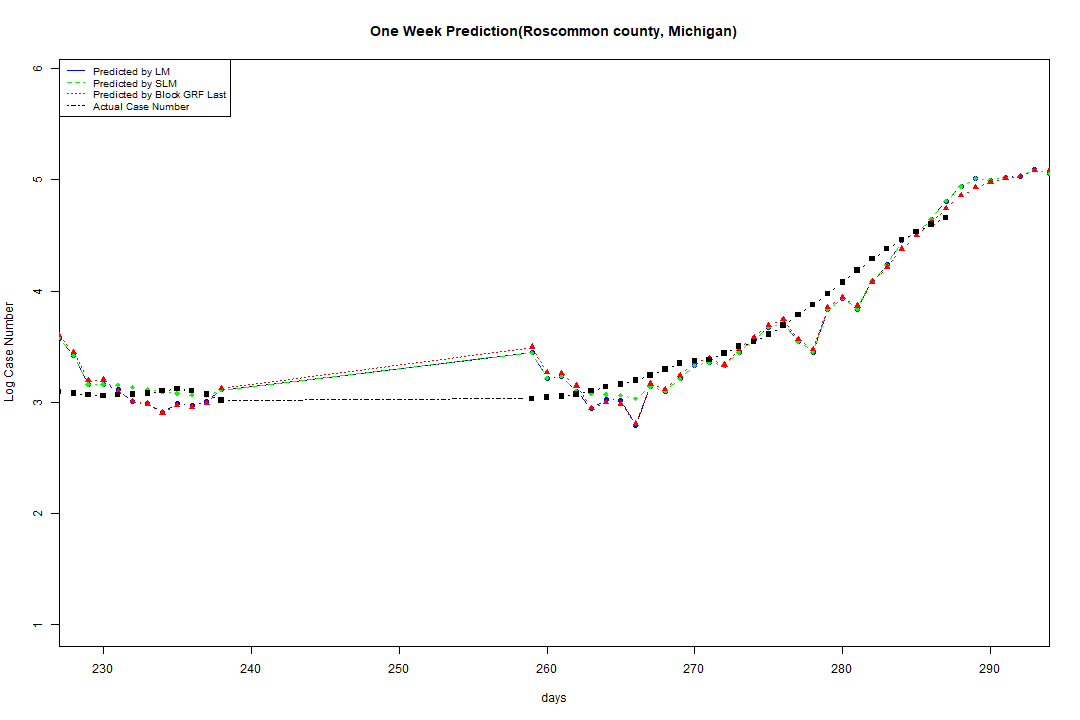 One Week Prediction(Roscommon county, Michigan)
Predicted by LM
Predicted by SLM
Predicted by Block GRF Last
Actual Case Number
Log Case Number
6
5
4
3
2
1
230 240 250 260 270 280 290
days